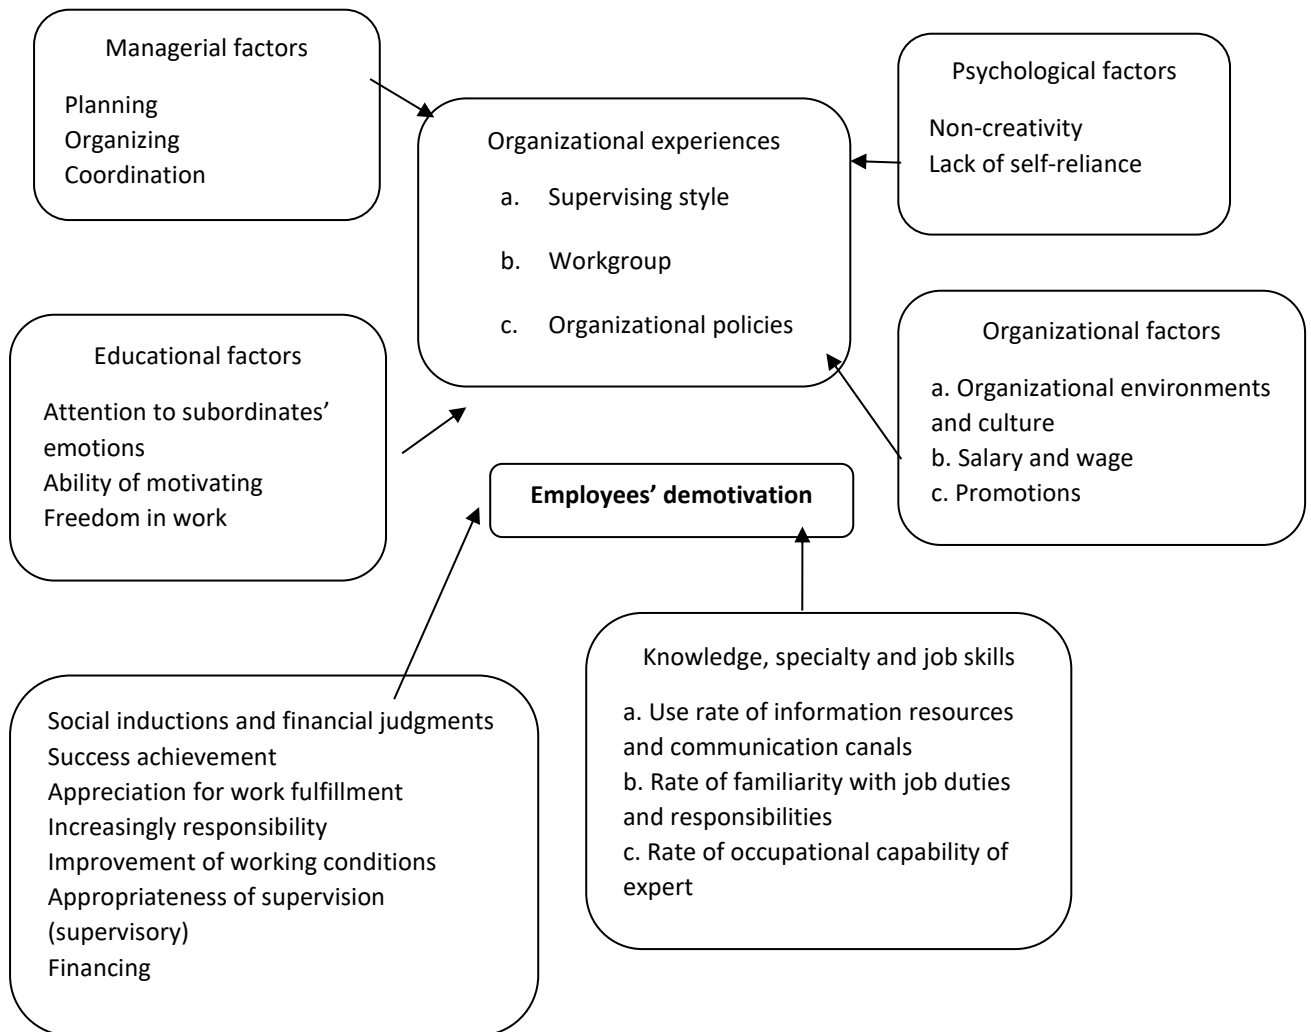 Managerial factors
Planning
Organizing
Coordination
Organizational experiences
a. Supervising style
b. Workgroup
c. Organizational policies
Psychological factors
Non-creativity
Lack of self-reliance
Educational factors
Attention to subordinates’
emotions
Ability of motivating
Freedom in work
Organizational factors
a. Organizational environments
and culture
b. Salary and wage
c. Promotions
Employees’ demotivation
Social inductions and financial judgments
Success achievement
Appreciation for work fulfillment
Increasingly responsibility
Improvement of working conditions
Appropriateness of supervision
(supervisory)
Financing
Knowledge, specialty and job skills
a. Use rate of information resources
and communication canals
b. Rate of familiarity with job duties
and responsibilities
c. Rate of occupational capability of
expert